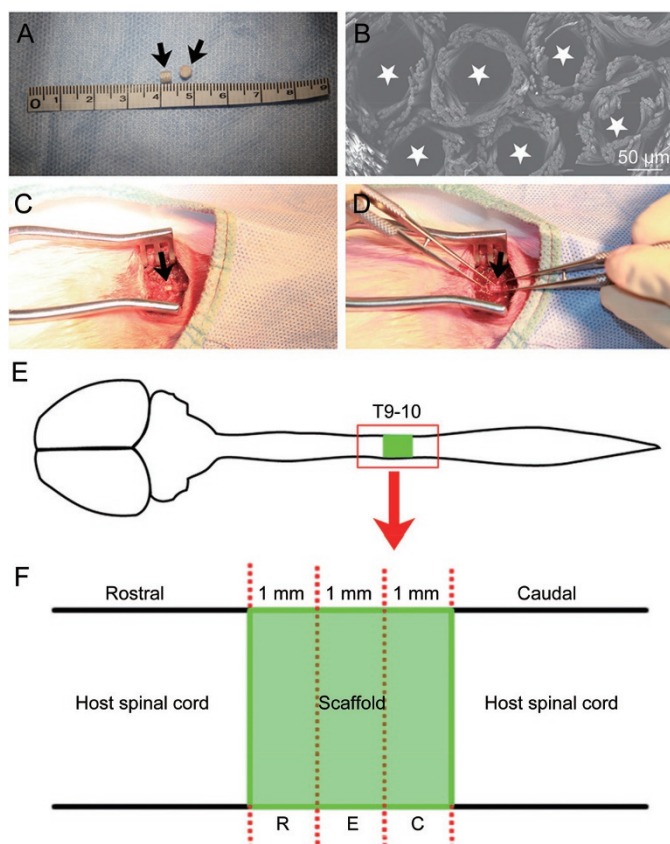 A
0 1 2 3 4 5 6 7 8 9
B
50 µm
C
D
E
T9-10
F
Rostral
1 mm 1 mm 1 mm
Caudal
Host spinal cord
Scaffold
Host spinal cord
R E C